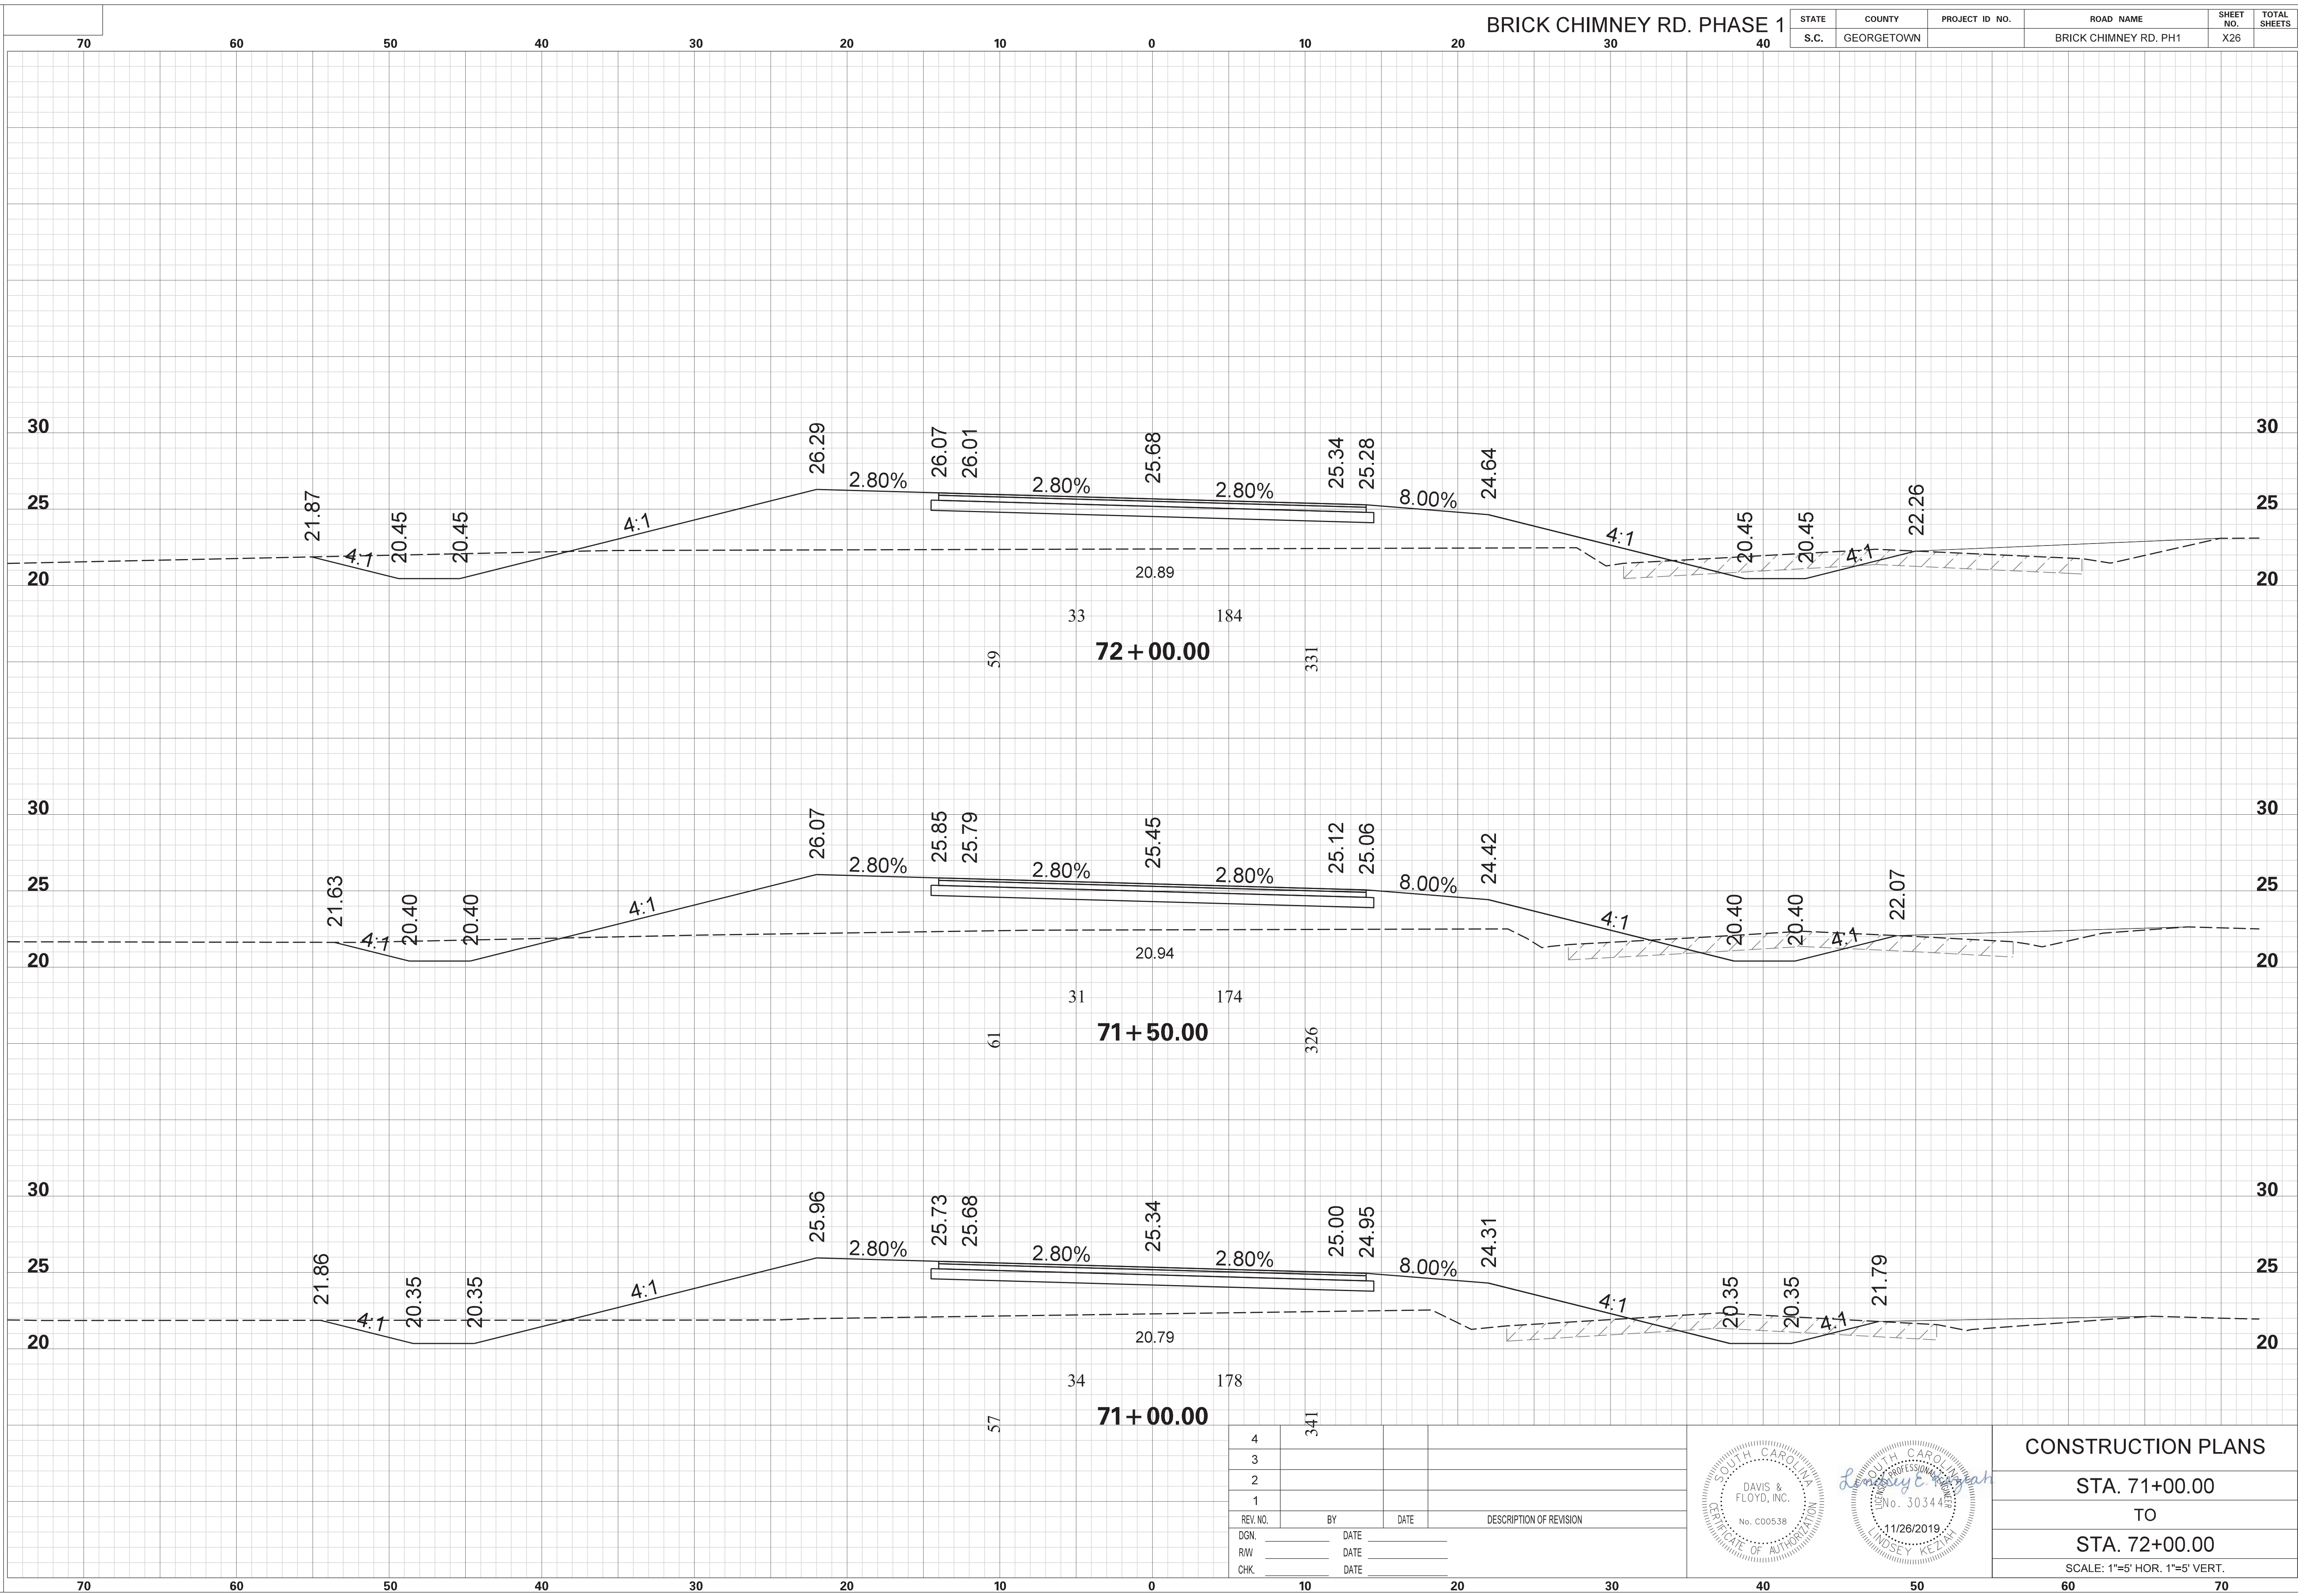 BRICK CHIMNEY RD. PHASE 1
STATE COUNTY PROJECT ID NO. ROAD NAME SHEET NO. TOTAL SHEETS
S.C. GEORGETOWN BRICK CHIMNEY RD. PH1 X26
70 60 50 40 30 20 10 0 10 20 30 40
30 30
25 25
20 20
21.87 20.45 20.45 26.29 26.07 26.01 25.68 25.34 25.28 24.64 20.45 20.45 22.26
4:1 4:1 2.80% 2.80% 2.80% 8.00% 4:1 4:1
20.89
33 184
72+00.00
59 331
30 30
25 25
20 20
21.63 20.40 20.40 26.07 25.85 25.79 25.45 25.12 25.06 24.42 20.40 20.40 22.07
4:1 4:1 2.80% 2.80% 2.80% 8.00% 4:1 4:1
20.94
31 174
71+50.00
61 326
30 30
25 25
20 20
21.86 20.35 20.35 25.96 25.73 25.68 25.34 25.00 24.95 24.31 20.35 20.35 21.79
4:1 4:1 2.80% 2.80% 2.80% 8.00% 4:1 4:1
20.79
34 178
71+00.00
57 341
4
3
2
1
REV. NO. BY DATE DESCRIPTION OF REVISION
DGN. DATE
R/W DATE
CHK. DATE
SOUTH CAROLINA
DAVIS &
FLOYD, INC.
No. C00538
CERTIFICATE OF AUTHORIZATION
SOUTH CAROLINA
LICENSED PROFESSIONAL ENGINEER
Lindsey E. Keziah
No. 30344
11/26/2019
LINDSEY KEZIAH
CONSTRUCTION PLANS
STA. 71+00.00
TO
STA. 72+00.00
SCALE: 1"=5' HOR. 1"=5' VERT.
70 60 50 40 30 20 10 0 10 20 30 40 50 60 70